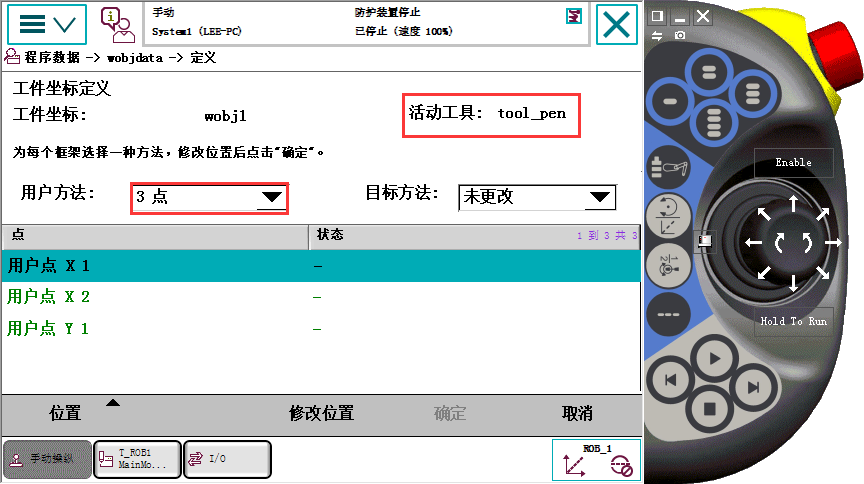 手动
防护装置停止
System1 (LEE-PC)
已停止 (速度 100%)
程序数据 -> wobjdata -> 定义
工件坐标定义
工件坐标: wobj1
活动工具: tool_pen
为每个框架选择一种方法,修改位置后点击"确定"。
用户方法: 3 点
目标方法: 未更改
点 状态 1 到 3 共 3
用户点 X 1 –
用户点 X 2 –
用户点 Y 1 –
位置 修改位置 确定 取消
手动操纵
T_ROB1
MainMo...
I/O
ROB_1
Enable
Hold To Run